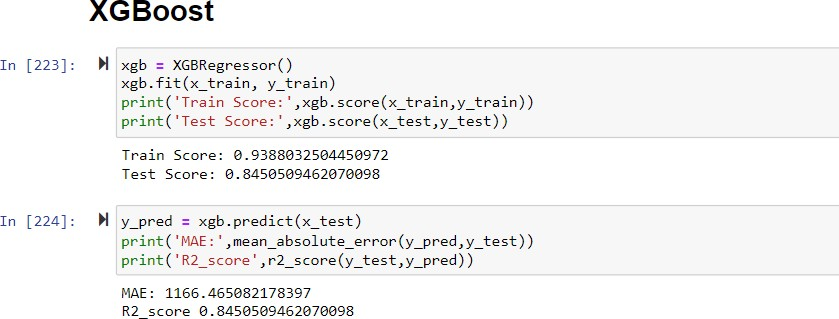 XGBoost
In [223]:
xgb = XGBRegressor()
xgb.fit(x_train, y_train)
print('Train Score:',xgb.score(x_train,y_train))
print('Test Score:',xgb.score(x_test,y_test))
Train Score: 0.9388032504450972
Test Score: 0.8450509462070098
In [224]:
y_pred = xgb.predict(x_test)
print('MAE:',mean_absolute_error(y_pred,y_test))
print('R2_score',r2_score(y_test,y_pred))
MAE: 1166.465082178397
R2_score 0.8450509462070098